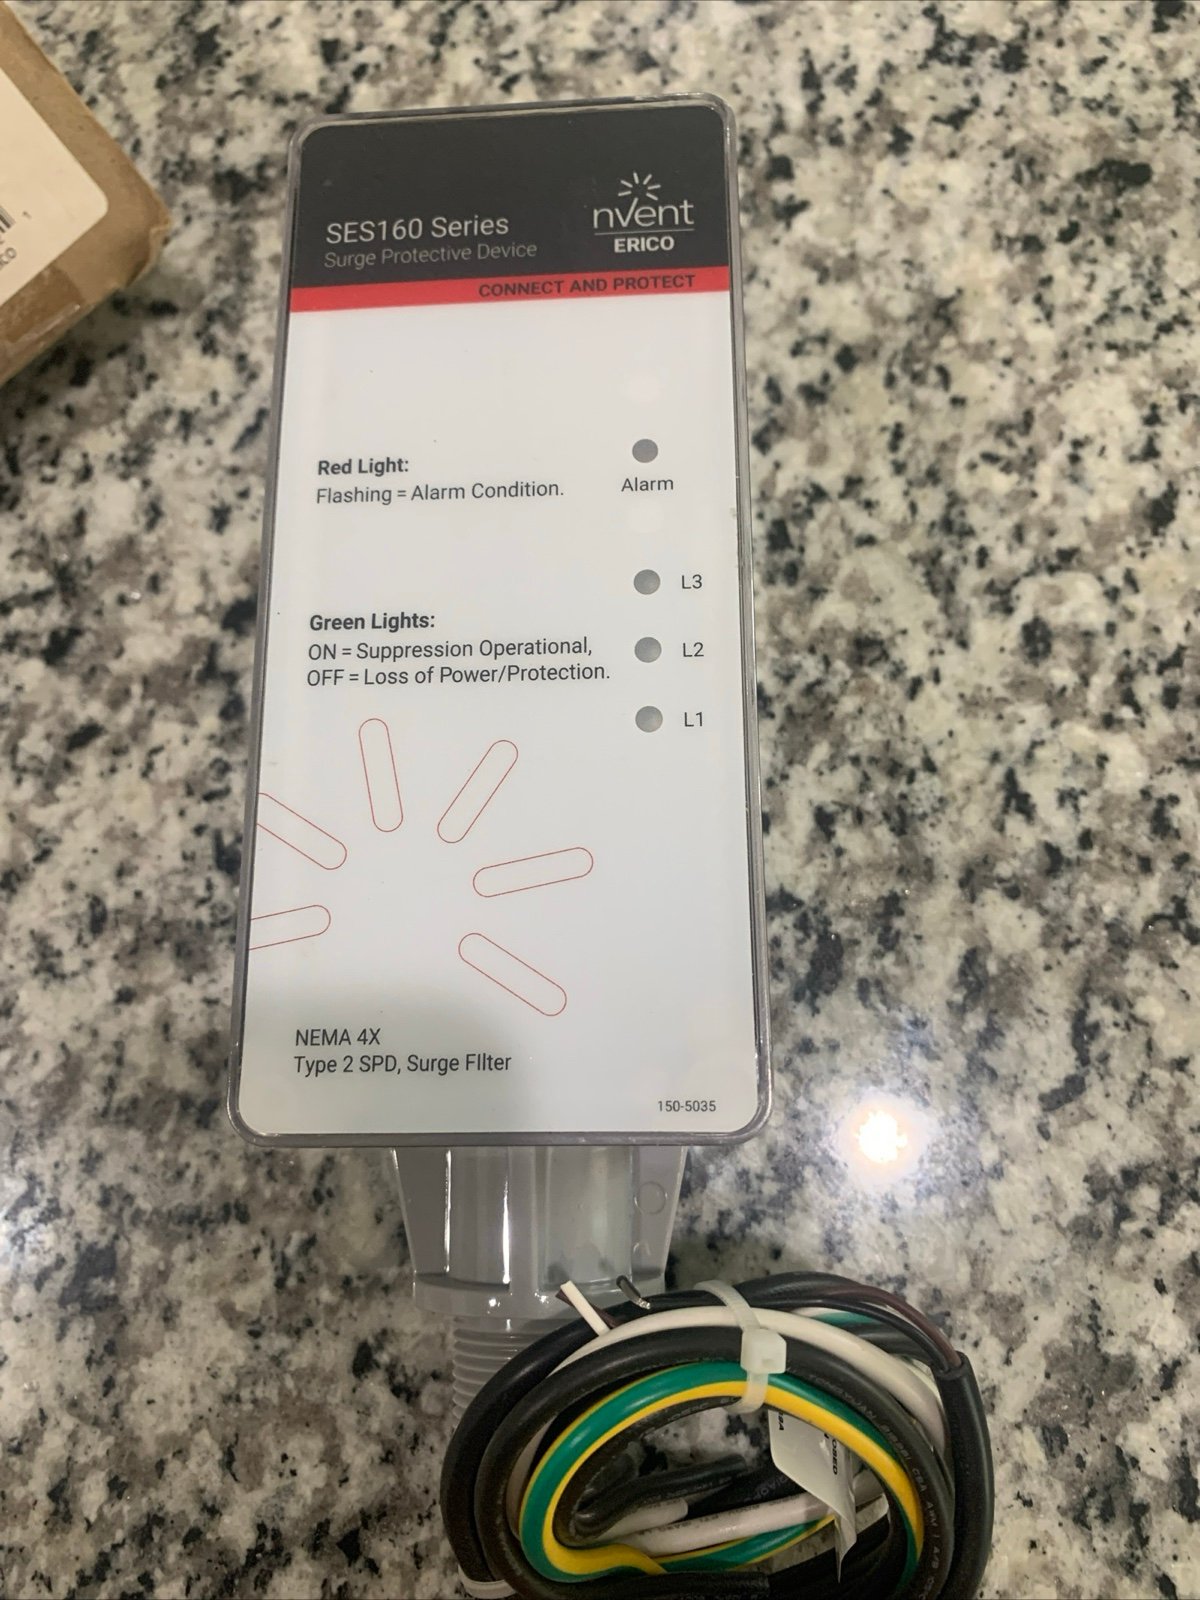 SES160 Series
Surge Protective Device
nvent
ERICO
CONNECT AND PROTECT
Red Light:
Flashing = Alarm Condition.
Alarm
L3
Green Lights:
ON = Suppression Operational,
OFF = Loss of Power/Protection.
L2
L1
NEMA 4X
Type 2 SPD, Surge FIlter
150-5035